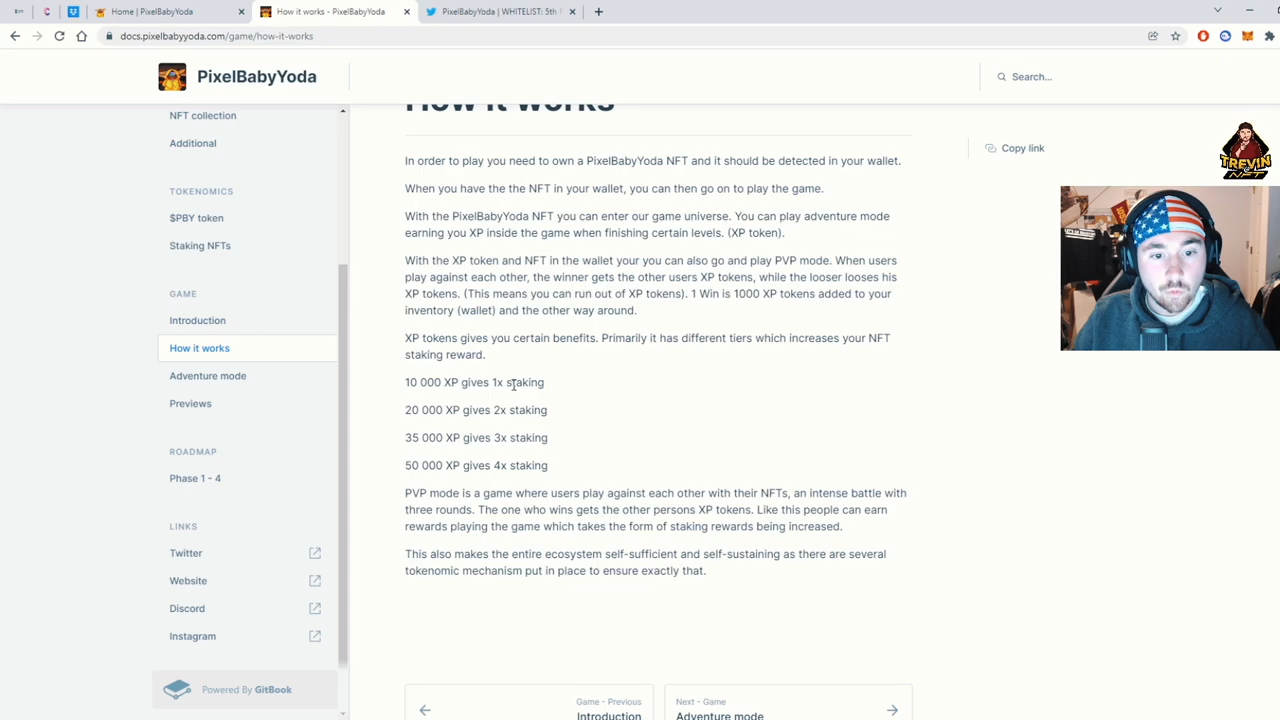 Home | PixelBabyYoda
How it works - PixelBabyYoda
PixelBabyYoda | WHITELIST: 5th
docs.pixelbabyyoda.com/game/how-it-works
PixelBabyYoda
Search...
NFT collection
Additional
TOKENOMICS
$PBY token
Staking NFTs
GAME
Introduction
How it works
Adventure mode
Previews
ROADMAP
Phase 1 - 4
LINKS
Twitter
Website
Discord
Instagram
Powered By GitBook
How it works
In order to play you need to own a PixelBabyYoda NFT and it should be detected in your wallet.
When you have the the NFT in your wallet, you can then go on to play the game.
With the PixelBabyYoda NFT you can enter our game universe. You can play adventure mode
earning you XP inside the game when finishing certain levels. (XP token).
With the XP token and NFT in the wallet your you can also go and play PVP mode. When users
play against each other, the winner gets the other users XP tokens, while the looser looses his
XP tokens. (This means you can run out of XP tokens). 1 Win is 1000 XP tokens added to your
inventory (wallet) and the other way around.
XP tokens gives you certain benefits. Primarily it has different tiers which increases your NFT
staking reward.
10 000 XP gives 1x staking
20 000 XP gives 2x staking
35 000 XP gives 3x staking
50 000 XP gives 4x staking
PVP mode is a game where users play against each other with their NFTs, an intense battle with
three rounds. The one who wins gets the other persons XP tokens. Like this people can earn
rewards playing the game which takes the form of staking rewards being increased.
This also makes the entire ecosystem self-sufficient and self-sustaining as there are several
tokenomic mechanism put in place to ensure exactly that.
Game - Previous
Introduction
Next - Game
Adventure mode
Copy link
TREVIN
NFT